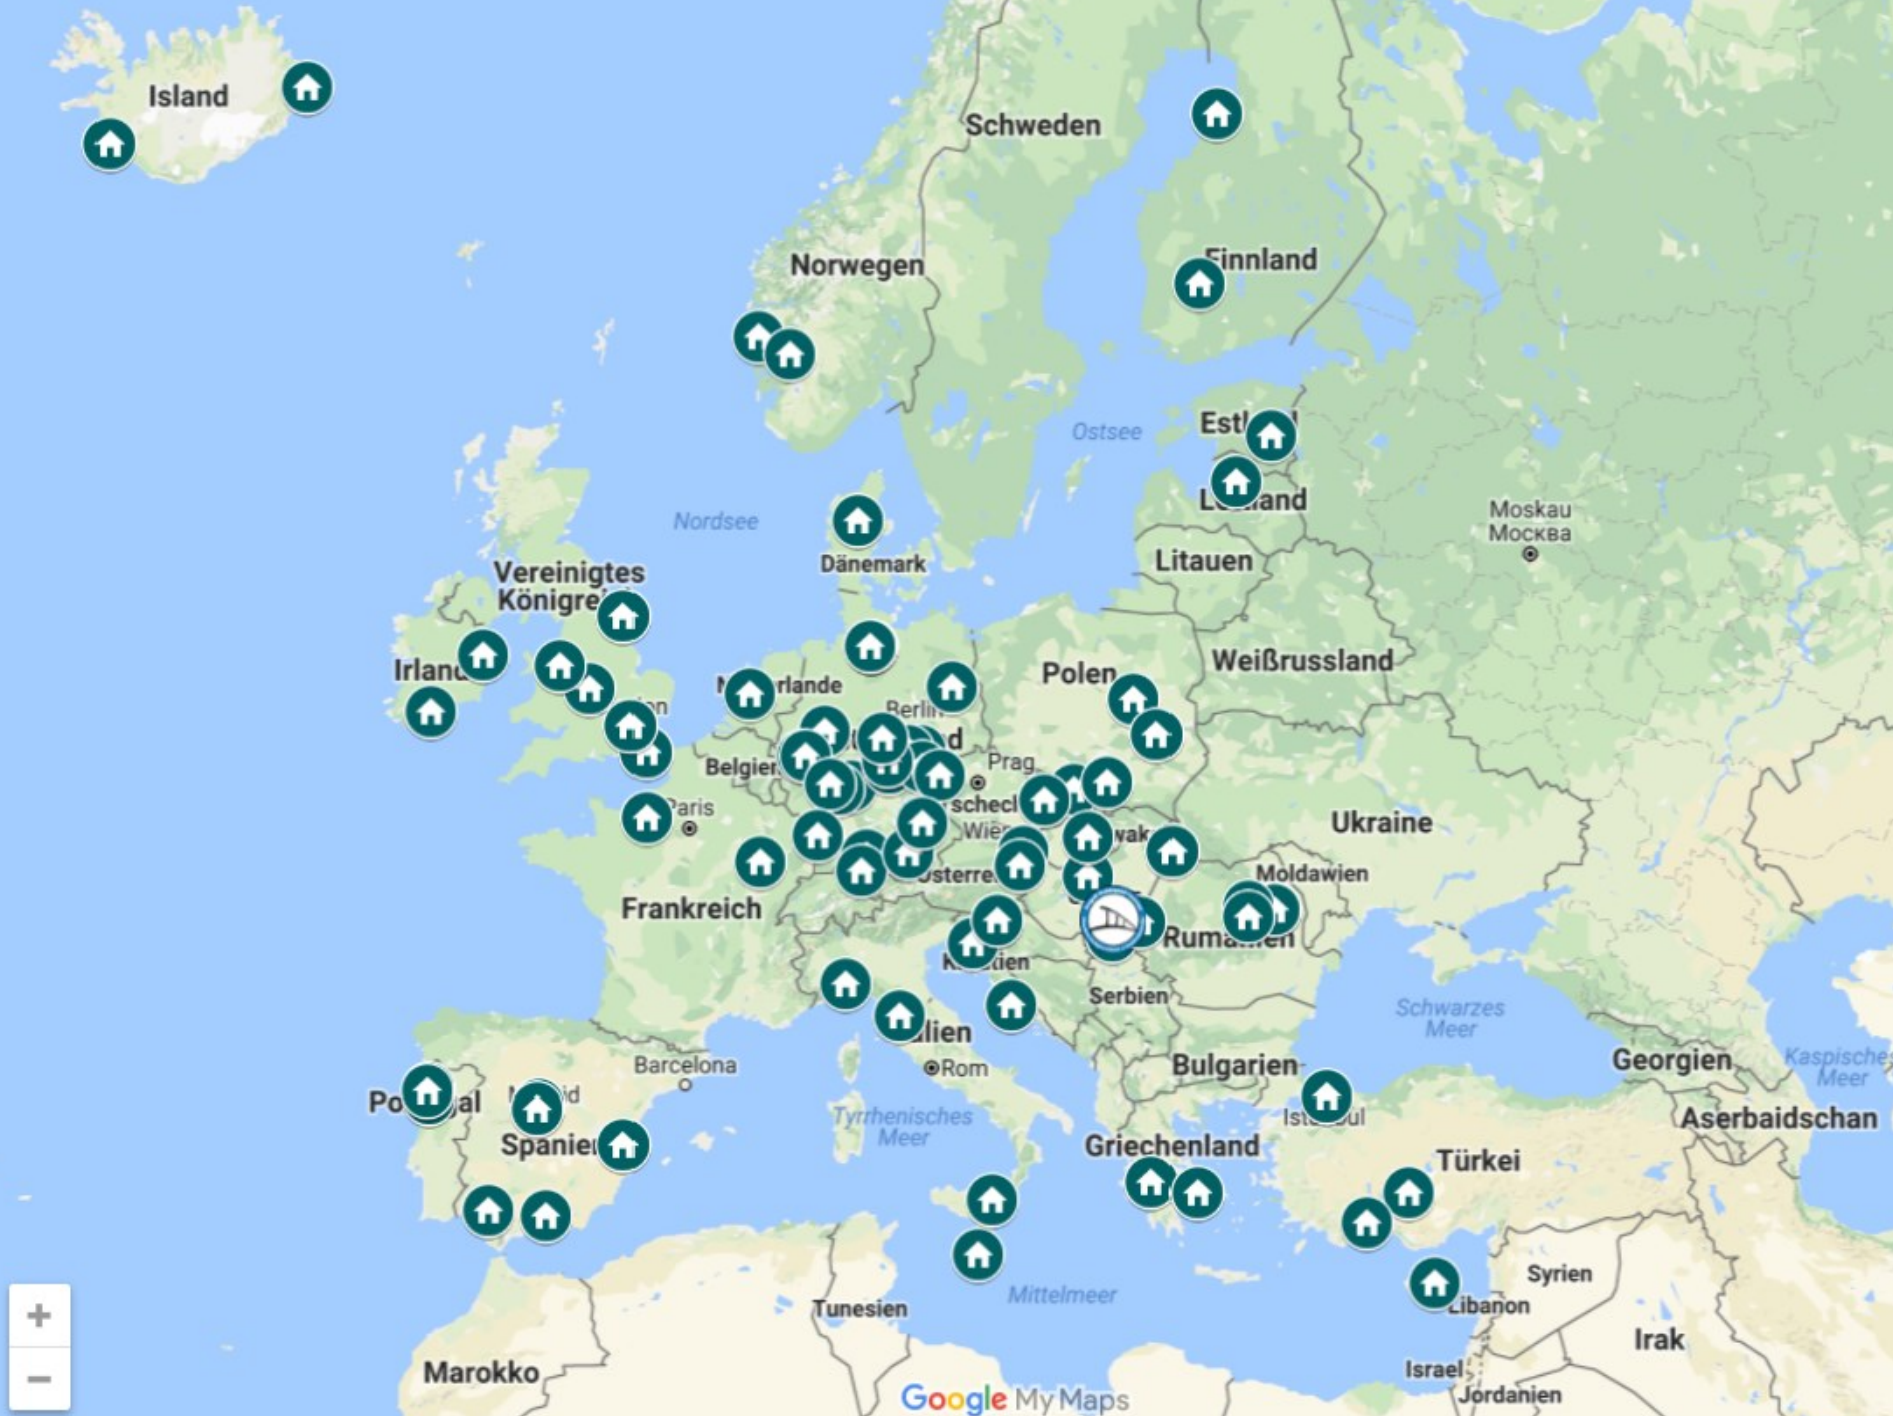 Island
Schweden
Norwegen
Finnland
Ostsee
Nordsee
Moskau
Москва
Dänemark
Litauen
Vereinigtes
Irland
Weißrussland
Polen
Berlin
Prag
Belgien
Paris
Ukraine
Moldawien
Frankreich
Serbien
Schwarzes
Meer
Rom
Barcelona
Bulgarien
Georgien
Kaspisches
Meer
Aserbaidschan
Tyrrhenisches
Meer
Griechenland
Türkei
Spanien
Syrien
Mittelmeer
Libanon
Tunesien
Irak
Marokko
Israel
Jordanien
Google My Maps
+
−